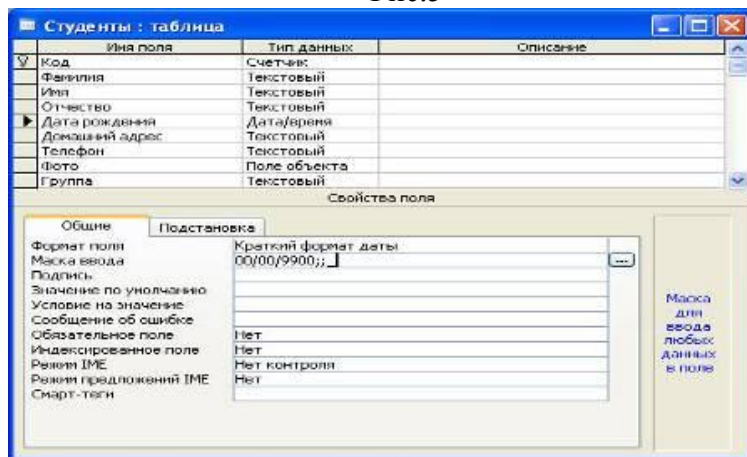 Студенты : таблица
Имя поля Тип данных Описание
Код Счетчик
Фамилия Текстовый
Имя Текстовый
Отчество Текстовый
Дата рождения Дата/время
Домашний адрес Текстовый
Телефон Текстовый
Фото Поле объекта
Группа Текстовый
Свойства поля
Общие Подстановка
Формат поля Краткий формат даты
Маска ввода 00/00/9900;;_
Подпись
Значение по умолчанию
Условие на значение
Сообщение об ошибке
Обязательное поле Нет
Индексированное поле Нет
Режим IME Нет контроля
Режим предложений IME Нет
Смарт-теги
Маска
для
ввода
любых
данных
в поле